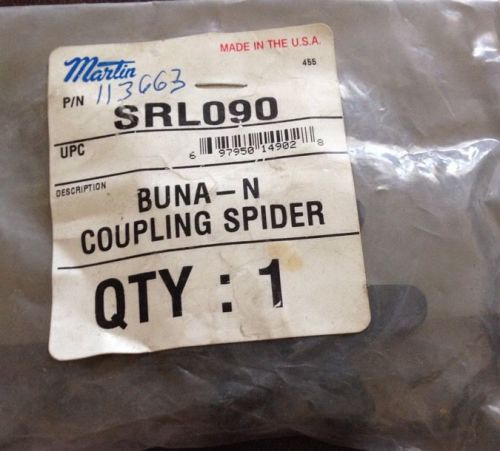 MADE IN THE U.S.A.
Martin
455
P/N 113663
SRL090
UPC
6 97950 14902 8
DESCRIPTION
BUNA-N
COUPLING SPIDER
QTY : 1